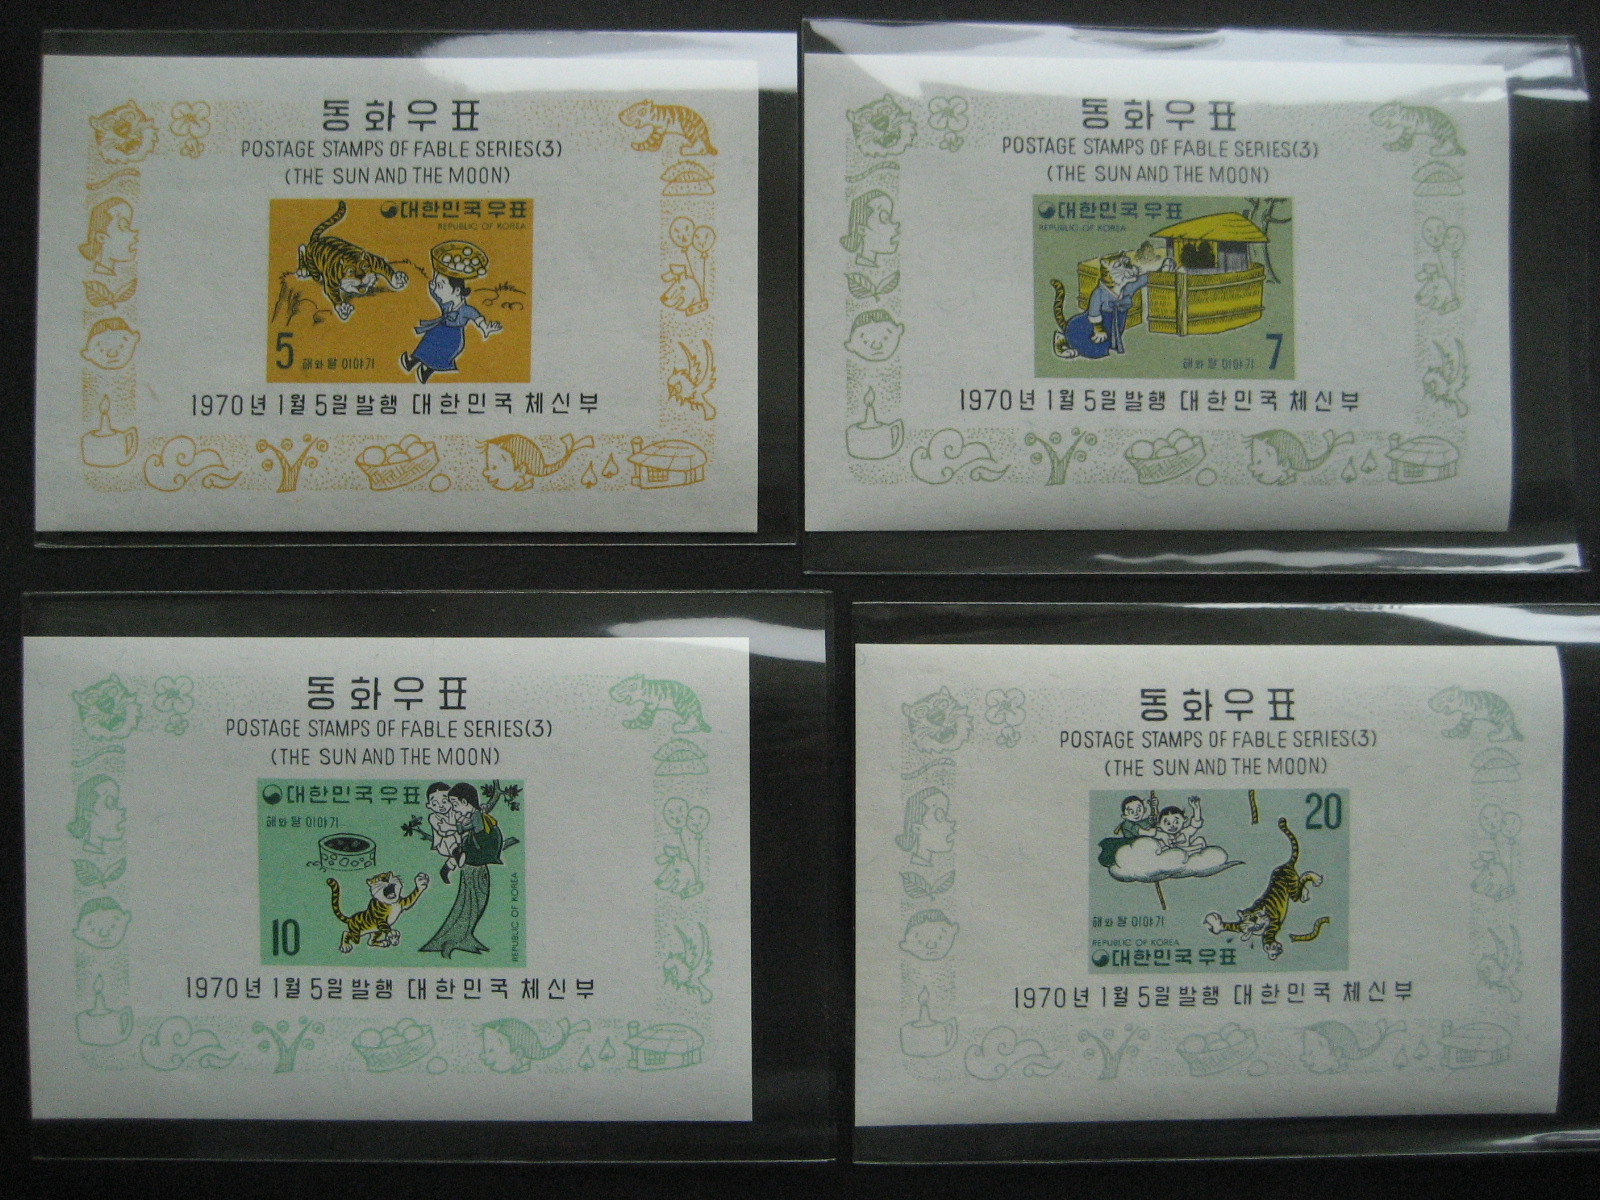 동화우표
POSTAGE STAMPS OF FABLE SERIES(3)
(THE SUN AND THE MOON)
대한민국우표
REPUBLIC OF KOREA
5 해와 달 이야기
1970년 1월 5일 발행 대한민국 체신부
동화우표
POSTAGE STAMPS OF FABLE SERIES(3)
(THE SUN AND THE MOON)
대한민국우표
REPUBLIC OF KOREA
해와 달 이야기 7
1970년 1월 5일 발행 대한민국 체신부
동화우표
POSTAGE STAMPS OF FABLE SERIES(3)
(THE SUN AND THE MOON)
대한민국우표
해와 달 이야기
10
REPUBLIC OF KOREA
1970년 1월 5일 발행 대한민국 체신부
동화우표
POSTAGE STAMPS OF FABLE SERIES(3)
(THE SUN AND THE MOON)
20
해와 달 이야기
REPUBLIC OF KOREA
대한민국우표
1970년 1월 5일 발행 대한민국 체신부